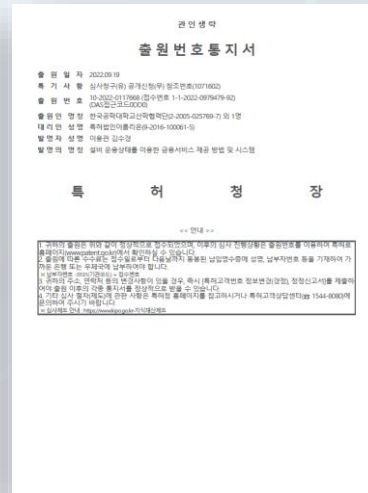 관인생략
출원번호통지서
출원일자 2022.09.19
특기사항 심사청구(유) 공개신청(무) 참조번호(1071602)
출원번호 10-2022-0117668 (접수번호 1-1-2022-0979479-92)
(DAS접근코드
출원인 명칭 한국공학대학교산학협력단(2-2005-025769-7) 외 1명
대리인 성명 특허법인이룸리온(9-2016-100061-5)
발명자 성명 이용관 김수경
발명의 명칭 설비 운용상태를 이용한 금융서비스 제공 방법 및 시스템
특 허 청 장
<< 안내 >>
1. 귀하의 출원은 위와 같이 정상적으로 접수되었으며, 이후의 심사 진행상황은 출원번호를 이용하여 특허로
홈페이지(www.patent.go.kr)에서 확인하실 수 있습니다.
2. 출원에 따른 수수료는 접수일로부터 다음날까지 동봉된 납입영수증에 성명, 납부자번호 등을 기재하여 가
까운 은행 또는 우체국에 납부하여야 합니다.
※ 납부자번호 : 0131(기관코드) + 접수번호
3. 귀하의 주소, 연락처 등의 변경사항이 있을 경우, 즉시 [특허고객번호 정보변경(경정), 정정신고서]를 제출하
여야 출원 이후의 각종 통지서를 정상적으로 받을 수 있습니다.
4. 기타 심사 절차(제도)에 관한 사항은 특허청 홈페이지를 참고하시거나 특허고객상담센터(☎ 1544-8080)에
문의하여 주시기 바랍니다.
※ 심사제도 안내 : https://www.kipo.go.kr-지식재산제도